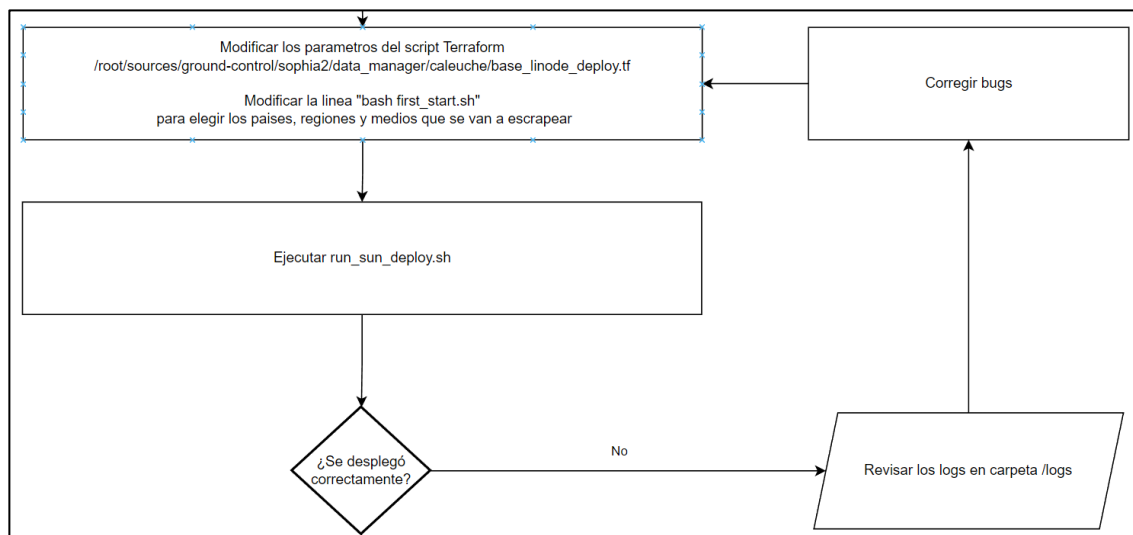 Modificar los parametros del script Terraform
/root/sources/ground-control/sophia2/data_manager/caleuche/base_linode_deploy.tf
Modificar la linea "bash first_start.sh"
para elegir los paises, regiones y medios que se van a escrapear
Corregir bugs
Ejecutar run_sun_deploy.sh
¿Se desplegó
correctamente?
No
Revisar los logs en carpeta /logs